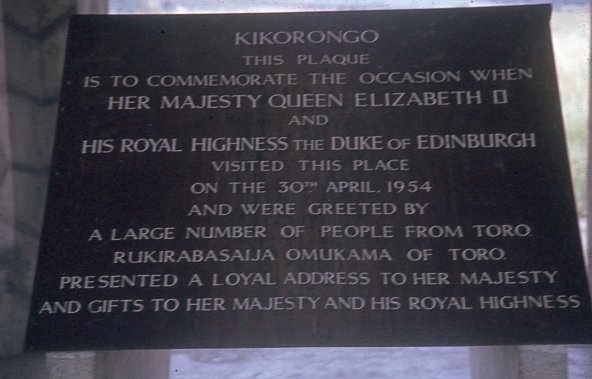 KIKORONGO
THIS PLAQUE
IS TO COMMEMORATE THE OCCASION WHEN
HER MAJESTY QUEEN ELIZABETH II
AND
HIS ROYAL HIGHNESS THE DUKE OF EDINBURGH
VISITED THIS PLACE
ON THE 30TH APRIL. 1954
AND WERE GREETED BY
A LARGE NUMBER OF PEOPLE FROM TORO.
RUKIRABASAIJA OMUKAMA OF TORO.
PRESENTED A LOYAL ADDRESS TO HER MAJESTY
AND GIFTS TO HER MAJESTY AND HIS ROYAL HIGHNESS